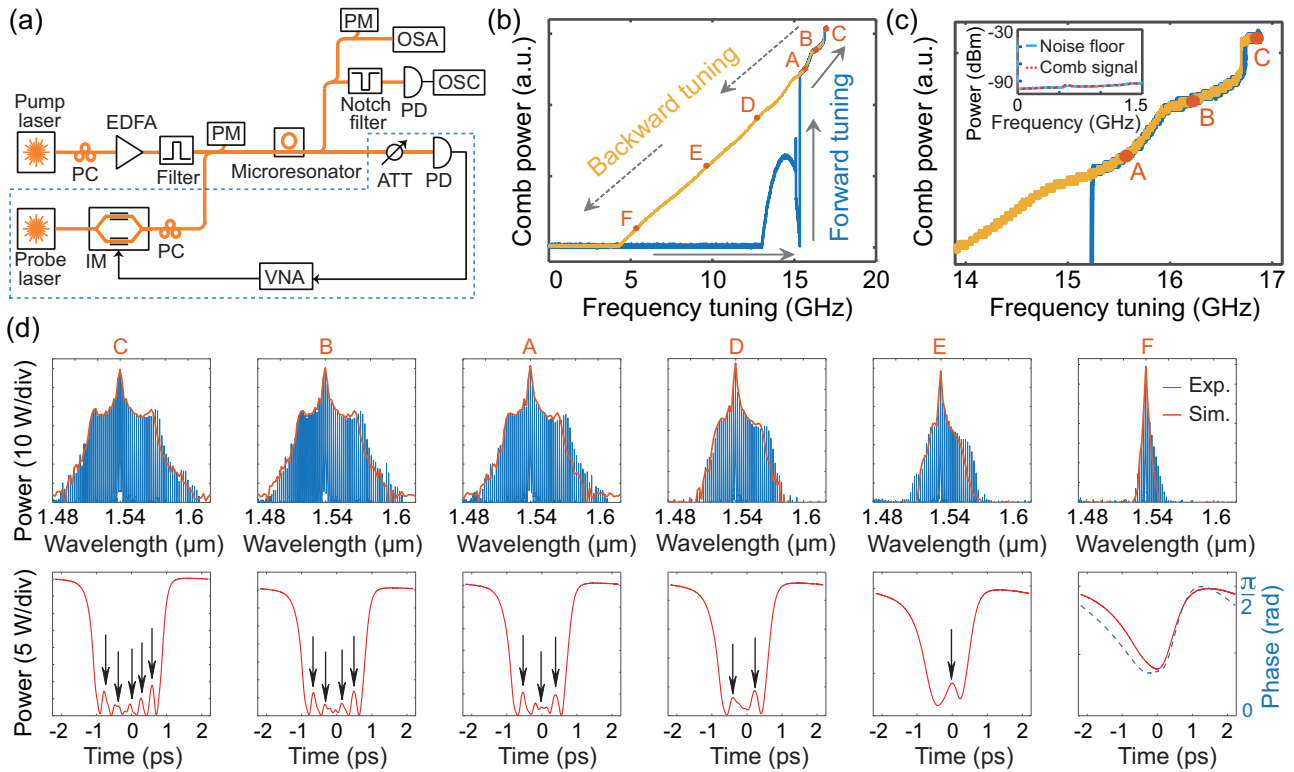 (a)
PM
OSA
OSC
Notch
filter
PD
Pump
laser
EDFA
PM
PC
Filter
Microresonator
ATT
PD
Probe
laser
IM
PC
VNA
(b)
Comb power (a.u.)
Backward tuning
Forward tuning
A
B
C
D
E
F
0
5
10
15
20
Frequency tuning (GHz)
(c)
Comb power (a.u.)
Power (dBm)
-30
-90
Noise floor
Comb signal
0
1.5
Frequency (GHz)
A
B
C
14
15
16
17
Frequency tuning (GHz)
(d)
C
B
A
D
E
F
Power (10 W/div)
Exp.
Sim.
1.48 1.54 1.6
1.48 1.54 1.6
1.48 1.54 1.6
1.48 1.54 1.6
1.48 1.54 1.6
1.48 1.54 1.6
Wavelength (µm)
Wavelength (µm)
Wavelength (µm)
Wavelength (µm)
Wavelength (µm)
Wavelength (µm)
Power (5 W/div)
π
2
0
Phase (rad)
-2 -1 0 1 2
-2 -1 0 1 2
-2 -1 0 1 2
-2 -1 0 1 2
-2 -1 0 1 2
-2 -1 0 1 2
Time (ps)
Time (ps)
Time (ps)
Time (ps)
Time (ps)
Time (ps)